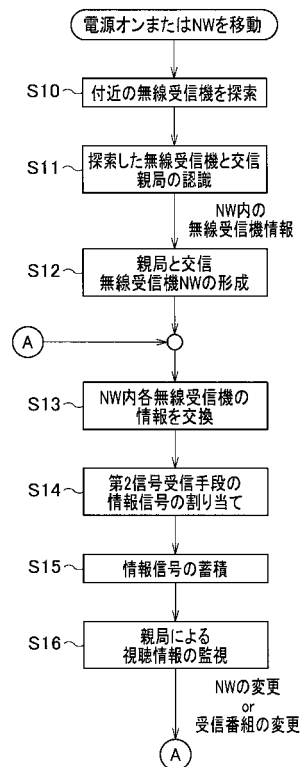 電源オンまたはNWを移動
S10
付近の無線受信機を探索
S11
探索した無線受信機と交信
親局の認識
NW内の
無線受信機情報
S12
親局と交信
無線受信機NWの形成
A
S13
NW内各無線受信機の
情報を交換
S14
第2信号受信手段の
情報信号の割り当て
S15
情報信号の蓄積
S16
親局による
視聴情報の監視
NWの変更
or
受信番組の変更
A